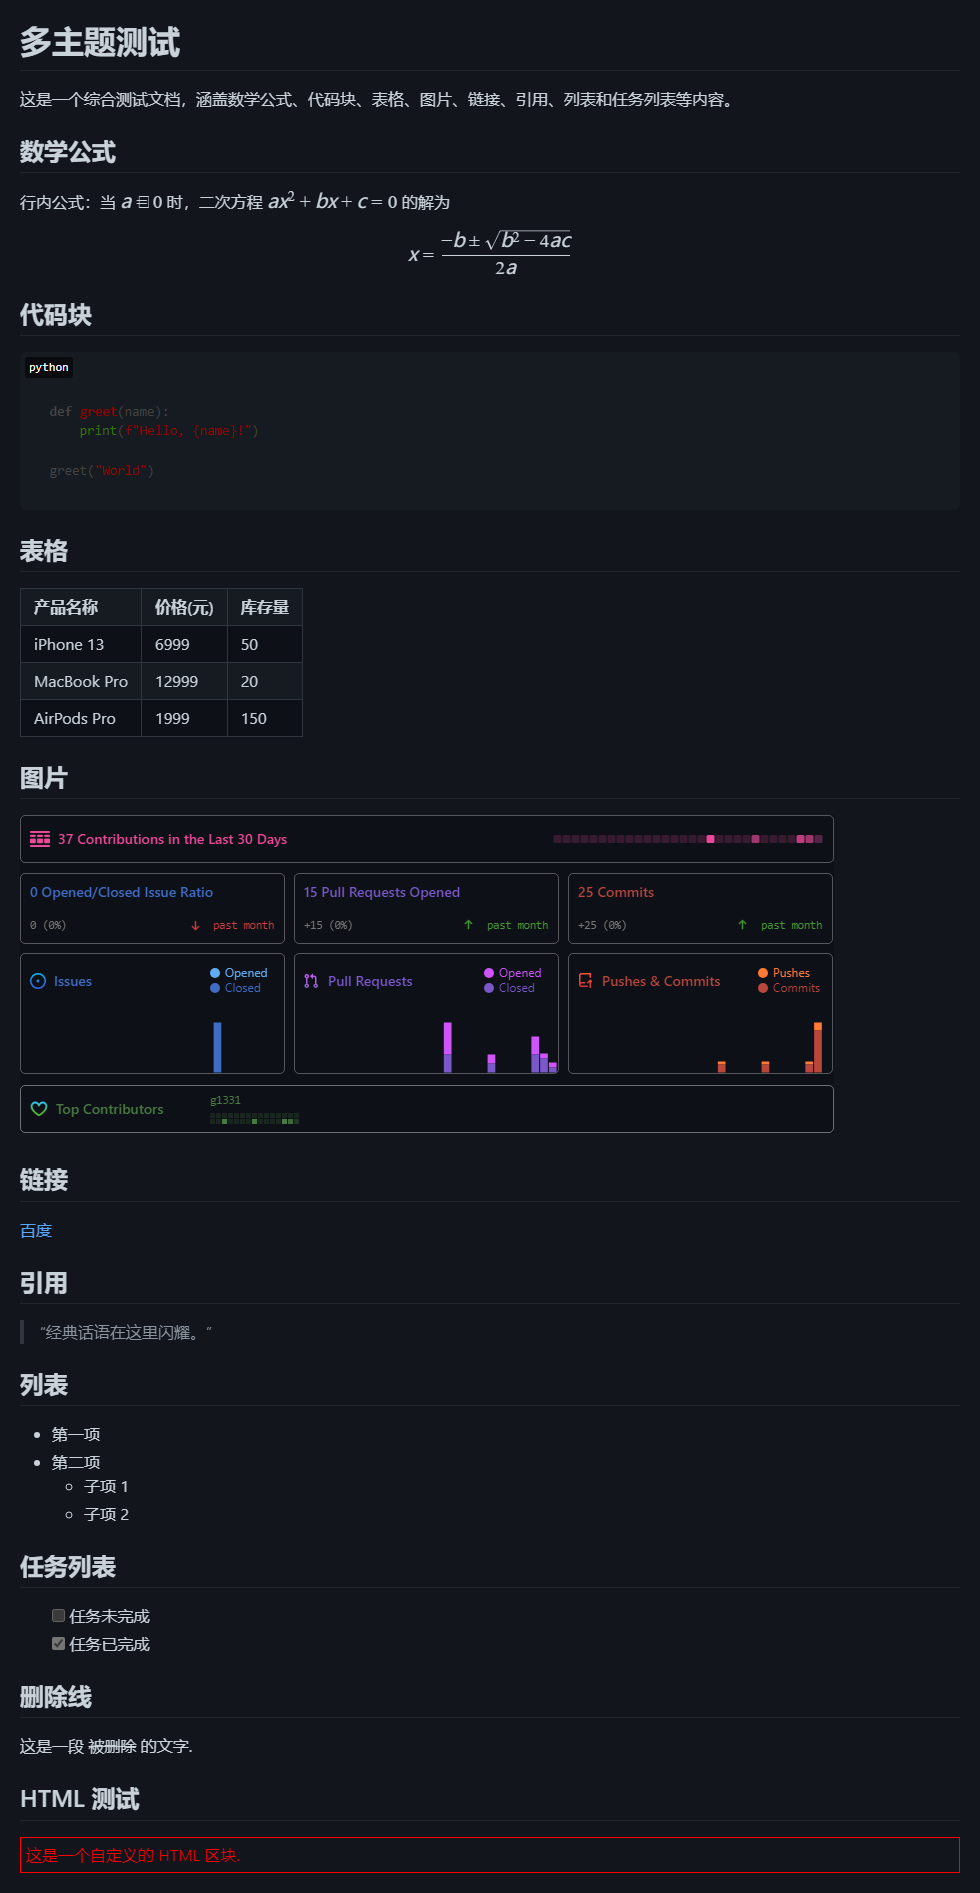 多主题测试
这是一个综合测试文档，涵盖数学公式、代码块、表格、图片、链接、引用、列表和任务列表等内容。
数学公式
行内公式：当 a ≠ 0 时，二次方程 ax² + bx + c = 0 的解为
x = (−b ± √(b² − 4ac)) / 2a
代码块
python
def greet(name):
    print(f"Hello, {name}!")
greet("World")
表格
产品名称 价格(元) 库存量
iPhone 13 6999 50
MacBook Pro 12999 20
AirPods Pro 1999 150
图片
37 Contributions in the Last 30 Days
0 Opened/Closed Issue Ratio
0 (0%) ↓ past month
15 Pull Requests Opened
+15 (0%) ↑ past month
25 Commits
+25 (0%) ↑ past month
Issues
Opened
Closed
Pull Requests
Opened
Closed
Pushes & Commits
Pushes
Commits
Top Contributors
g1331
链接
百度
引用
“经典话语在这里闪耀。”
列表
第一项
第二项
子项 1
子项 2
任务列表
任务未完成
任务已完成
删除线
这是一段 被删除 的文字.
HTML 测试
这是一个自定义的 HTML 区块.